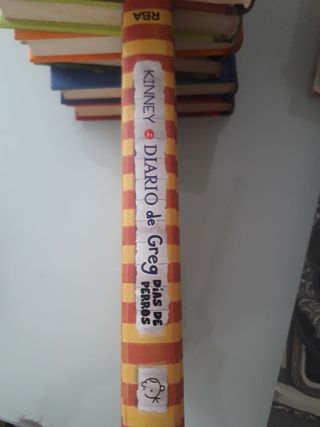 RBA
KINNEY 4 DIARIO de Greg DÍAS DE
PERROS